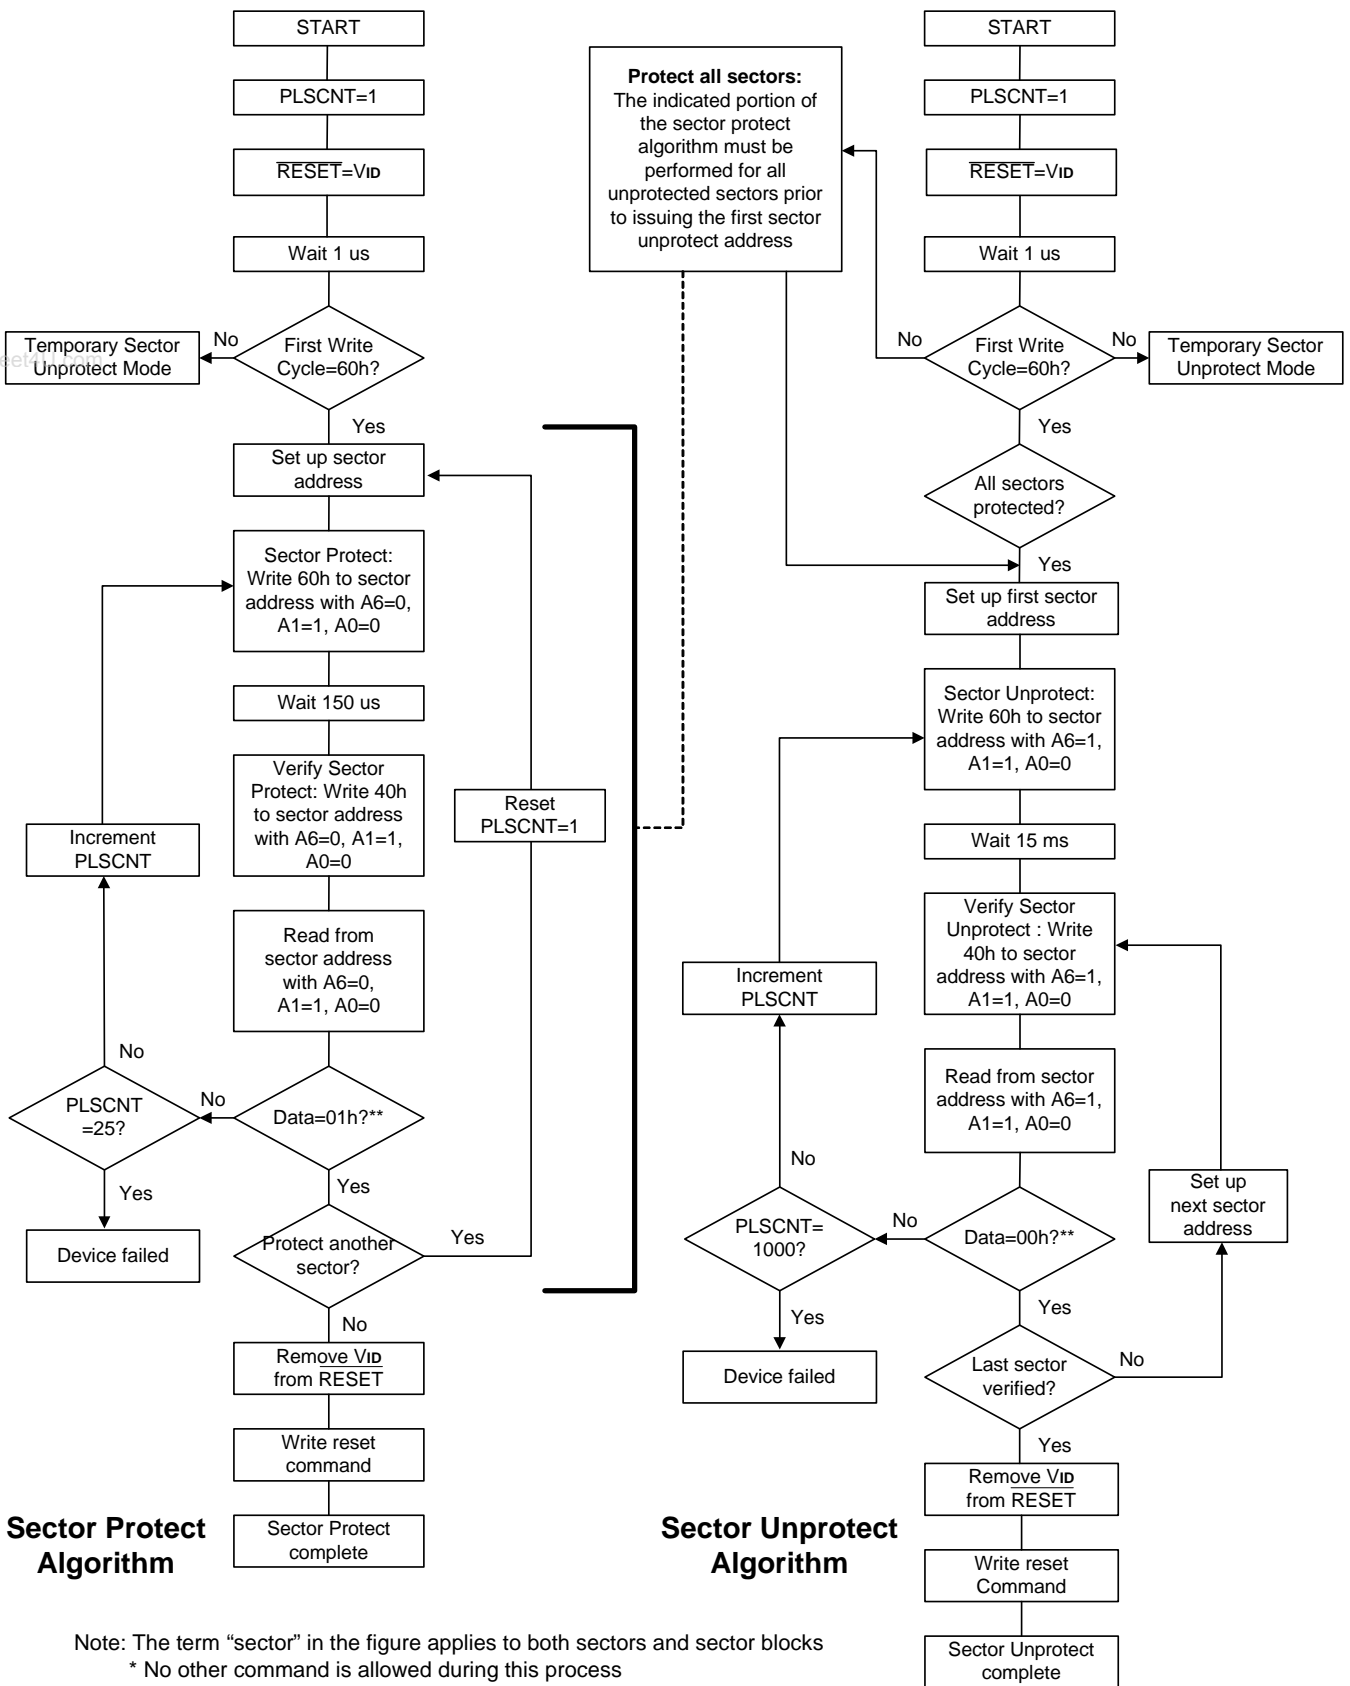 START
PLSCNT=1
RESET=VID
Wait 1 us
First Write
Cycle=60h?
No
Temporary Sector
Unprotect Mode
eet4U.com
Yes
Set up sector
address
Sector Protect:
Write 60h to sector
address with A6=0,
A1=1, A0=0
Wait 150 us
Verify Sector
Protect: Write 40h
to sector address
with A6=0, A1=1,
A0=0
Reset
PLSCNT=1
Increment
PLSCNT
Read from
sector address
with A6=0,
A1=1, A0=0
No
PLSCNT
=25?
No
Data=01h?**
Yes
Yes
Device failed
Protect another
sector?
Yes
No
Remove VID
from RESET
Write reset
command
Sector Protect
complete
Sector Protect
Algorithm
Protect all sectors:
The indicated portion of
the sector protect
algorithm must be
performed for all
unprotected sectors prior
to issuing the first sector
unprotect address
START
PLSCNT=1
RESET=VID
Wait 1 us
No
First Write
Cycle=60h?
No
Temporary Sector
Unprotect Mode
Yes
All sectors
protected?
Yes
Set up first sector
address
Sector Unprotect:
Write 60h to sector
address with A6=1,
A1=1, A0=0
Wait 15 ms
Verify Sector
Unprotect : Write
40h to sector
address with A6=1,
A1=1, A0=0
Increment
PLSCNT
Read from sector
address with A6=1,
A1=1, A0=0
No
Set up
next sector
address
PLSCNT=
1000?
No
Data=00h?**
Yes
Yes
Device failed
Last sector
verified?
No
Yes
Remove VID
from RESET
Write reset
Command
Sector Unprotect
complete
Sector Unprotect
Algorithm
Note: The term “sector” in the figure applies to both sectors and sector blocks
* No other command is allowed during this process